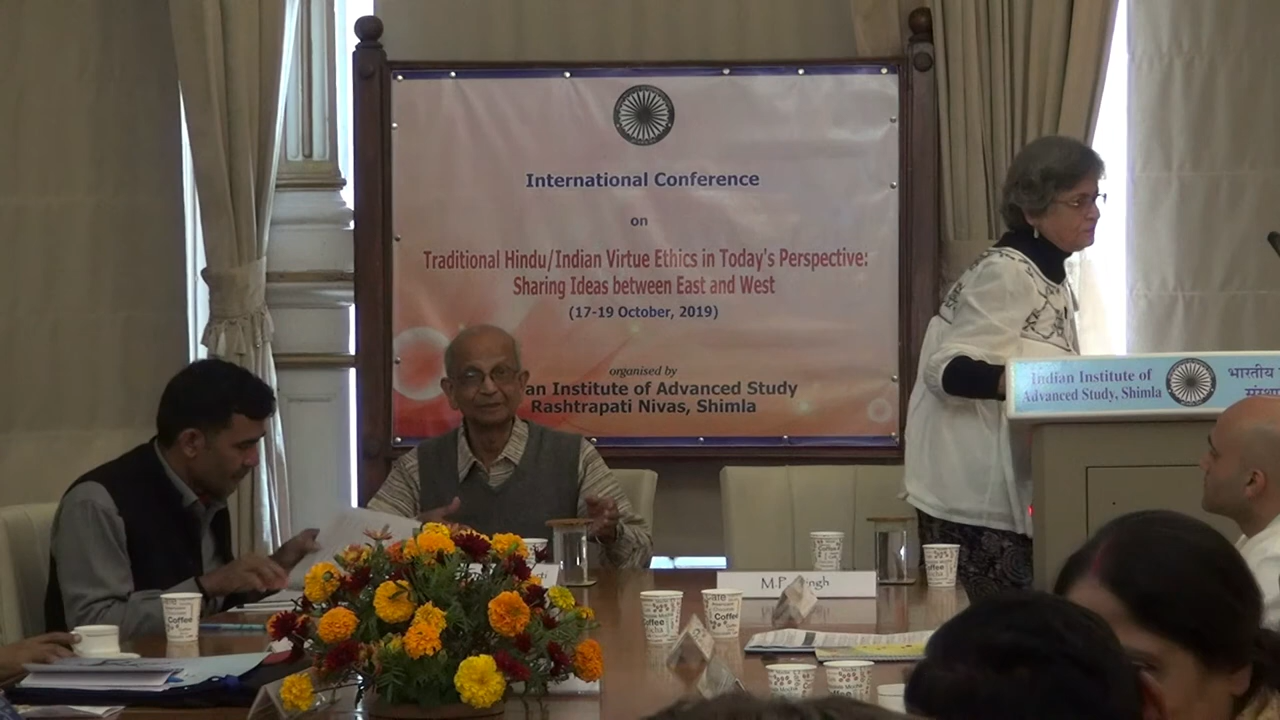 International Conference
on
Traditional Hindu/Indian Virtue Ethics in Today's Perspective:
Sharing Ideas between East and West
(17-19 October, 2019)
organised by
an Institute of Advanced Study
Rashtrapati Nivas, Shimla
Indian Institute of
Advanced Study, Shimla
भारतीय
संस्था
Coffee
Coffee
Coffee